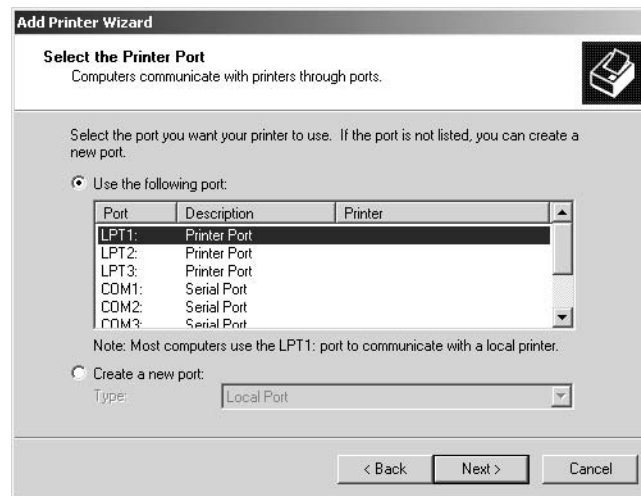 Add Printer Wizard
Select the Printer Port
Computers communicate with printers through ports.
Select the port you want your printer to use. If the port is not listed, you can create a
new port.
Use the following port:
Port Description Printer
LPT1: Printer Port
LPT2: Printer Port
LPT3: Printer Port
COM1: Serial Port
COM2: Serial Port
COM3: Serial Port
Note: Most computers use the LPT1: port to communicate with a local printer.
Create a new port:
Type: Local Port
< Back Next > Cancel